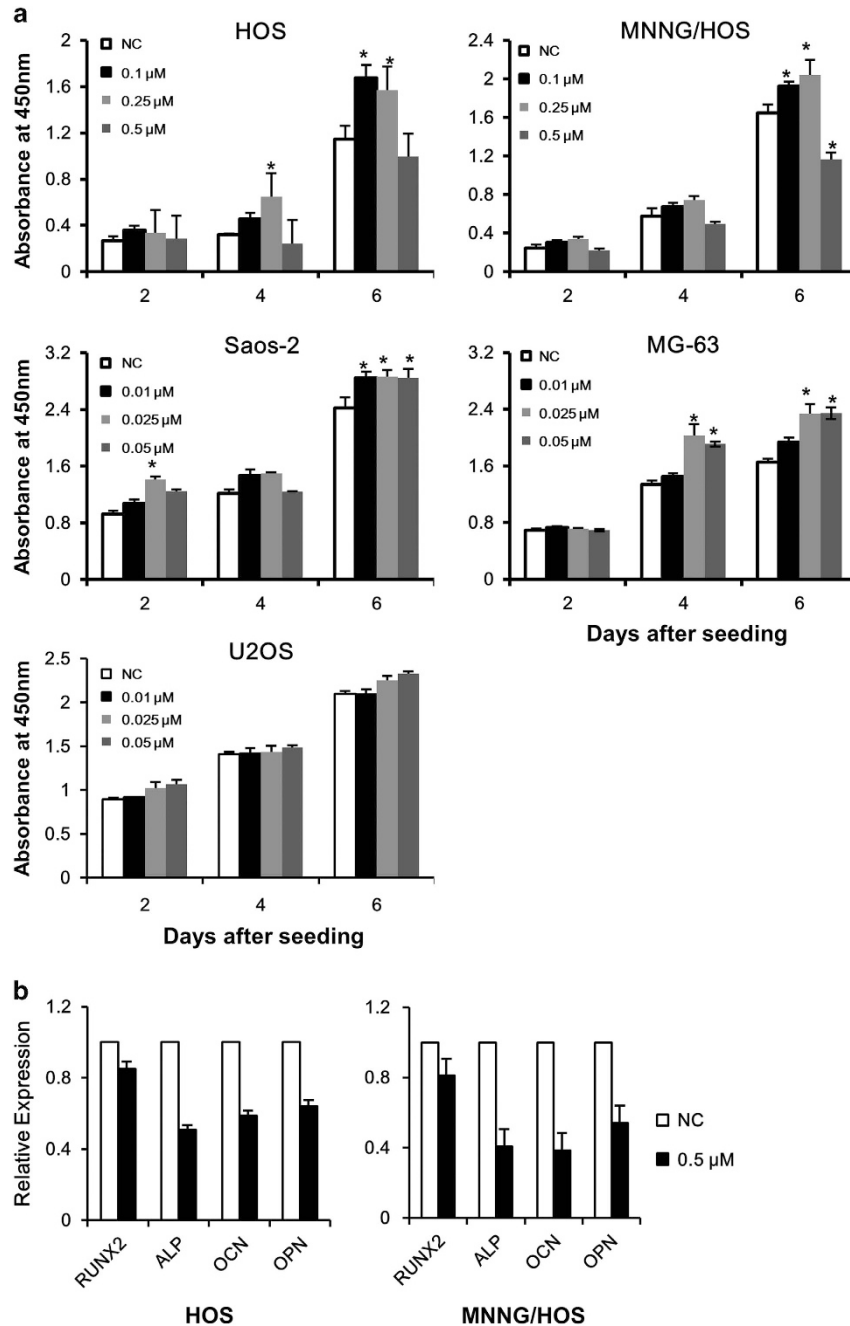 a
HOS
NC
0.1 μM
0.25 μM
0.5 μM
Absorbance at 450nm
2
1.6
1.2
0.8
0.4
0
* * *
2 4 6
MNNG/HOS
NC
0.1 μM
0.25 μM
0.5 μM
2.4
2
1.6
1.2
0.8
0.4
0
* * *
2 4 6
Saos-2
NC
0.01 μM
0.025 μM
0.05 μM
Absorbance at 450nm
3.2
2.4
1.6
0.8
0
* * * *
2 4 6
MG-63
NC
0.01 μM
0.025 μM
0.05 μM
3.2
2.4
1.6
0.8
0
* * * *
2 4 6
Days after seeding
U2OS
NC
0.01 μM
0.025 μM
0.05 μM
Absorbance at 450nm
2.5
2
1.5
1
0.5
0
2 4 6
Days after seeding
b
Relative Expression
1.2
0.8
0.4
0
RUNX2 ALP OCN OPN
HOS
1.2
0.8
0.4
0
RUNX2 ALP OCN OPN
MNNG/HOS
NC
0.5 μM